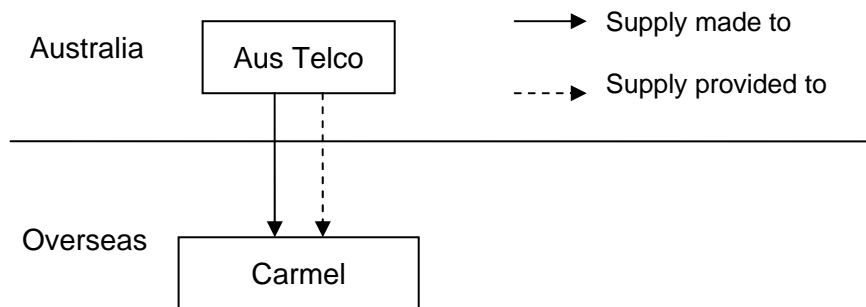 Australia
Aus Telco
Supply made to
Supply provided to
Overseas
Carmel